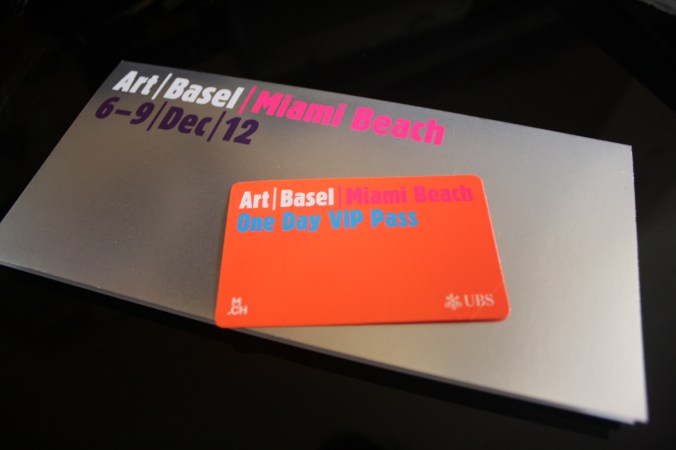 Art|Basel|Miami Beach
6–9|Dec|12
Art|Basel|Miami Beach
One Day VIP Pass
M
.CH
UBS